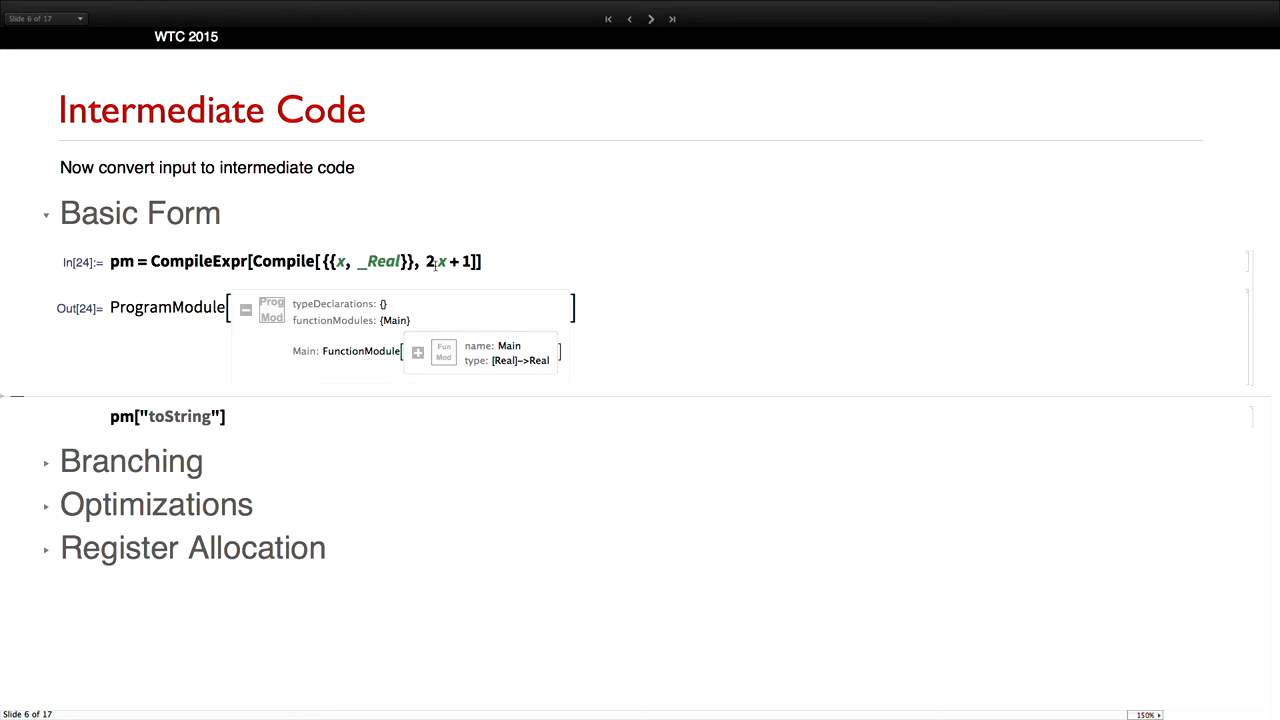 Slide 6 of 17
WTC 2015
Intermediate Code
Now convert input to intermediate code
Basic Form
In[24]:= pm = CompileExpr[Compile[ {{x, _Real}}, 2 x + 1]]
Out[24]= ProgramModule[
Prog Mod
typeDeclarations: {}
functionModules: {Main}
Main: FunctionModule[
Fun Mod
name: Main
type: [Real]->Real
]
]
pm["toString"]
Branching
Optimizations
Register Allocation
Slide 6 of 17
150%